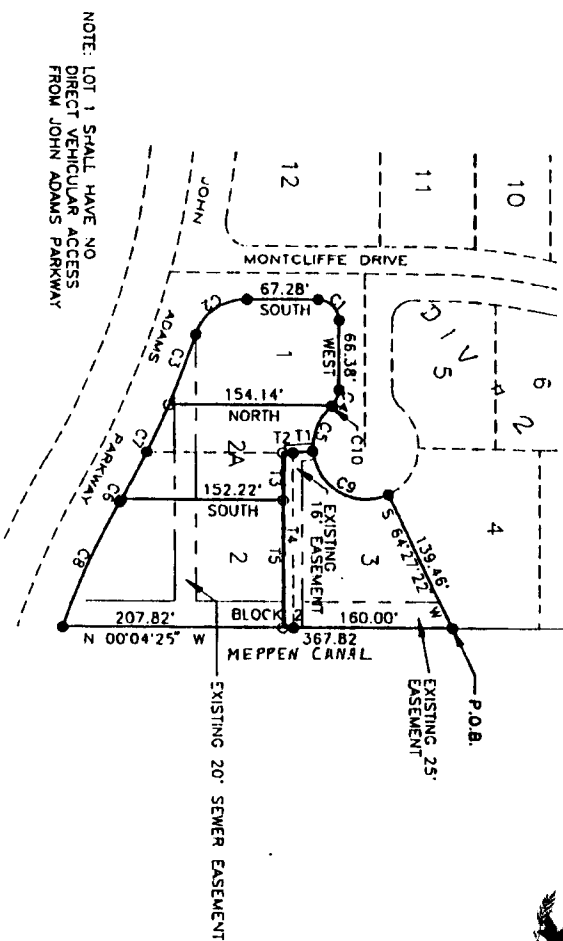 NOTE: LOT 1 SHALL HAVE NO
DIRECT VEHICULAR ACCESS
FROM JOHN ADAMS PARKWAY
12
11
10
6
DIV 5
# 2
MONTCLIFFE DRIVE
JOHN
ADAMS
PARKWAY
67.28'
SOUTH
C1
C2
C3
66.38'
WEST
1
C10
C5
C9
154.14'
NORTH
T2
T1
2A
T3
C7
C6
C8
152.22'
SOUTH
EXISTING
16' EASEMENT
T4
T5
2
3
4
139.46'
S 64°27'22" W
P.O.B.
207.82'
BLOCK 2
160.00'
N 00°04'25" W
367.82
MEPPEN CANAL
EXISTING 25'
EASEMENT
EXISTING 20' SEWER EASEMENT